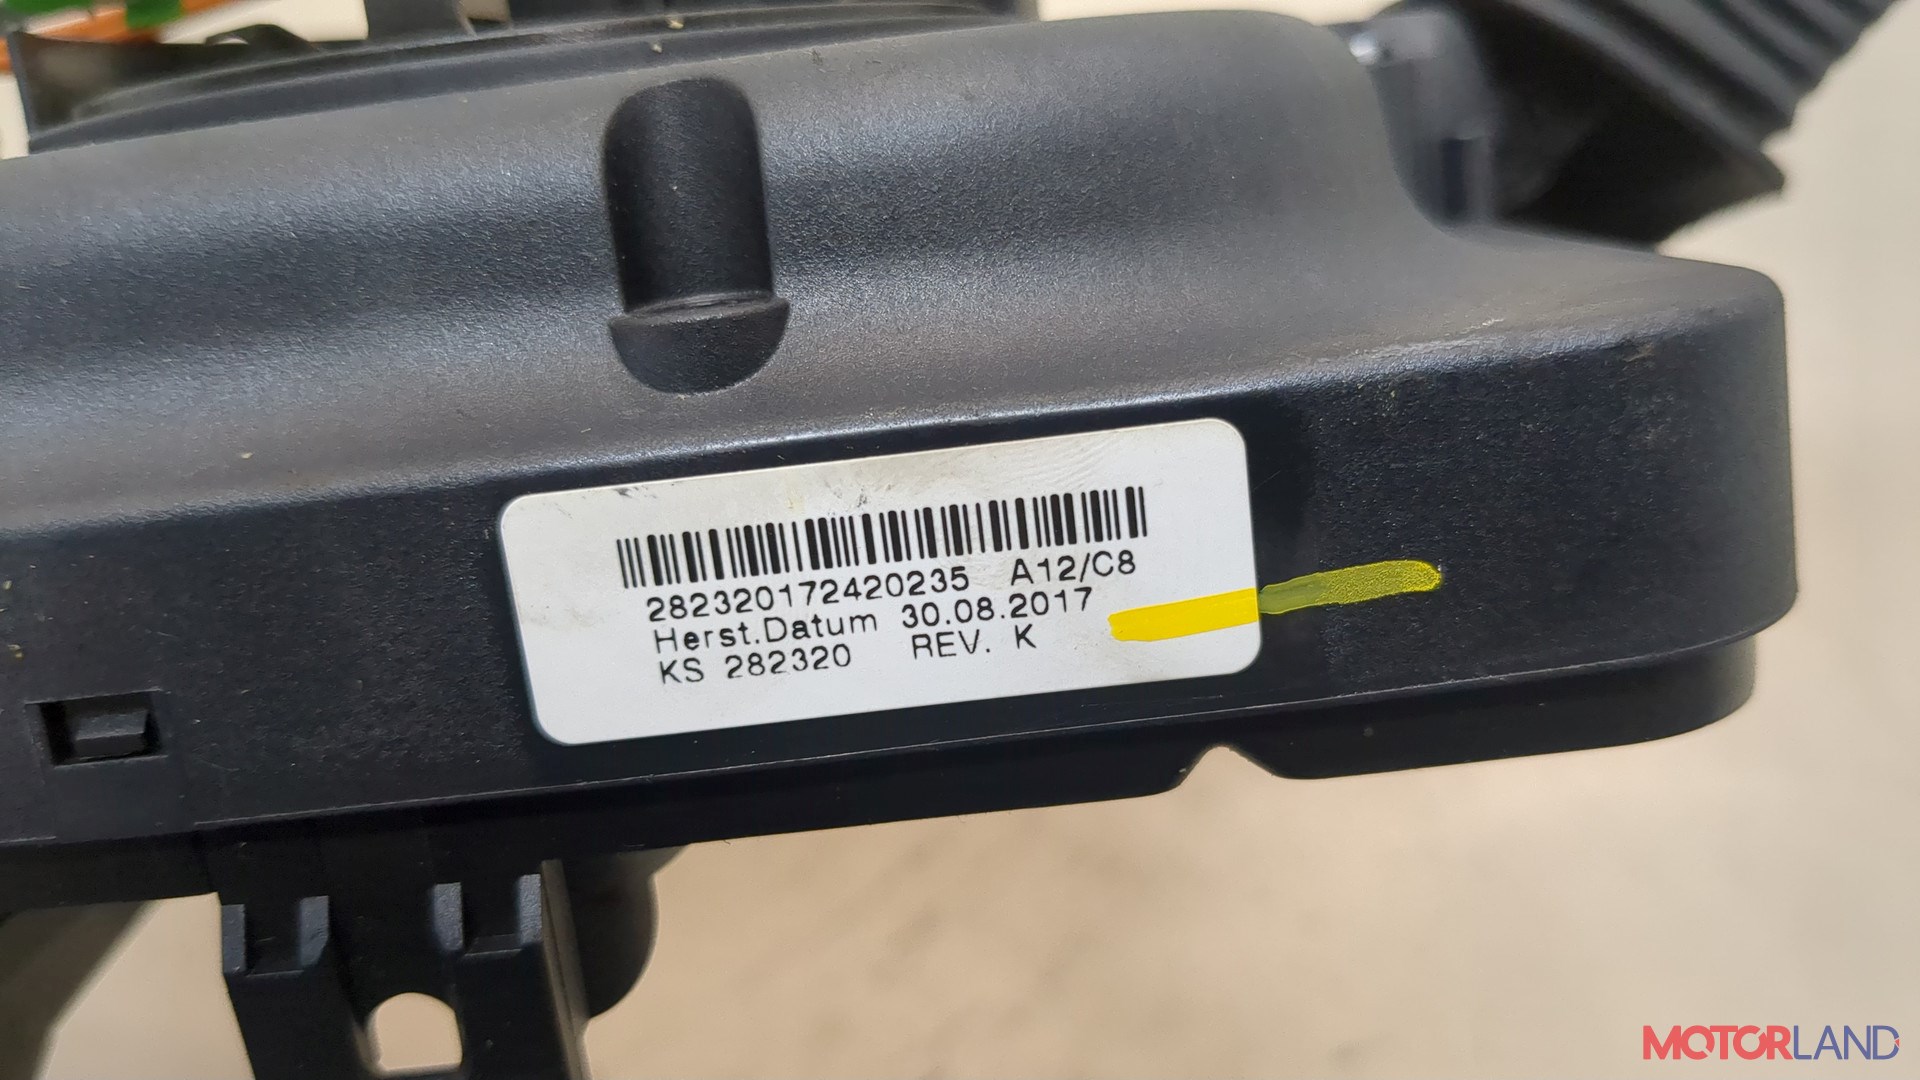 282320172420235 A12/C8
Herst.Datum 30.08.2017
KS 282320 REV. K
MOTORLAND